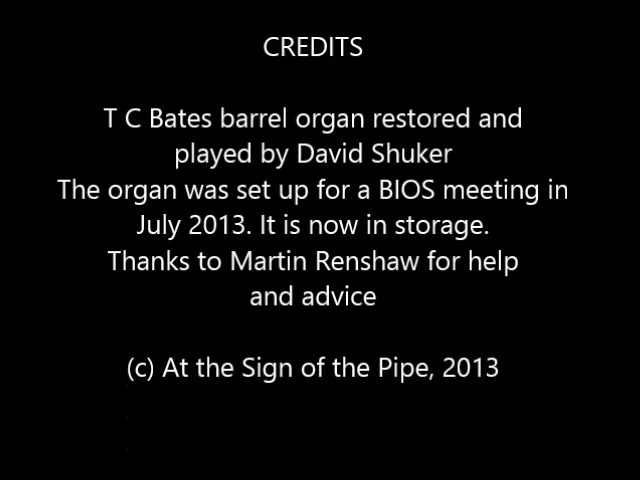 CREDITS
T C Bates barrel organ restored and
played by David Shuker
The organ was set up for a BIOS meeting in
July 2013. It is now in storage.
Thanks to Martin Renshaw for help
and advice
(c) At the Sign of the Pipe, 2013